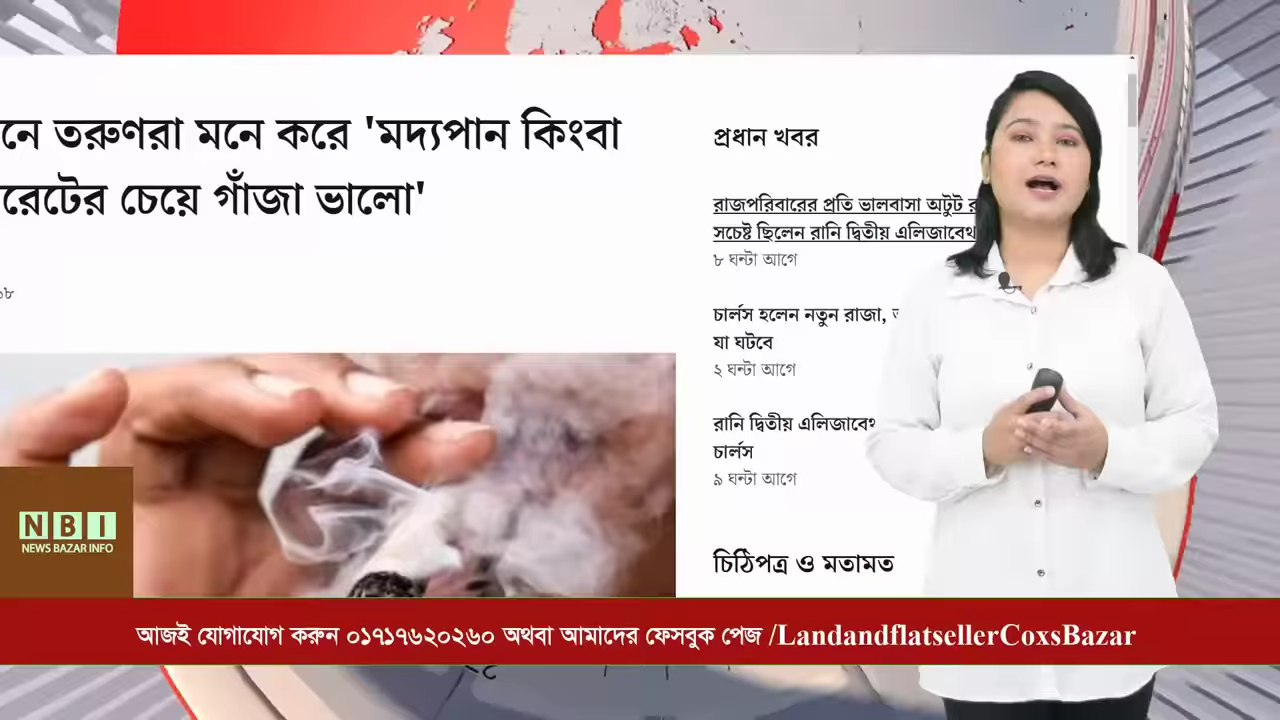 নে তরুণরা মনে করে 'মদ্যপান কিংবা
রেটের চেয়ে গাঁজা ভালো'
১৮
প্রধান খবর
রাজপরিবারের প্রতি ভালবাসা অটুট
সচেষ্ট ছিলেন রানি দ্বিতীয় এলিজাবেথ
৮ ঘন্টা আগে
চার্লস হলেন নতুন রাজা,
যা ঘটবে
২ ঘন্টা আগে
রানি দ্বিতীয় এলিজাবেথ
চার্লস
৯ ঘন্টা আগে
চিঠিপত্র ও মতামত
NBI
NEWS BAZAR INFO
আজই যোগাযোগ করুন ০১৭১৭৬২০২৬০ অথবা আমাদের ফেসবুক পেজ /LandandflatsellerCoxsBazar